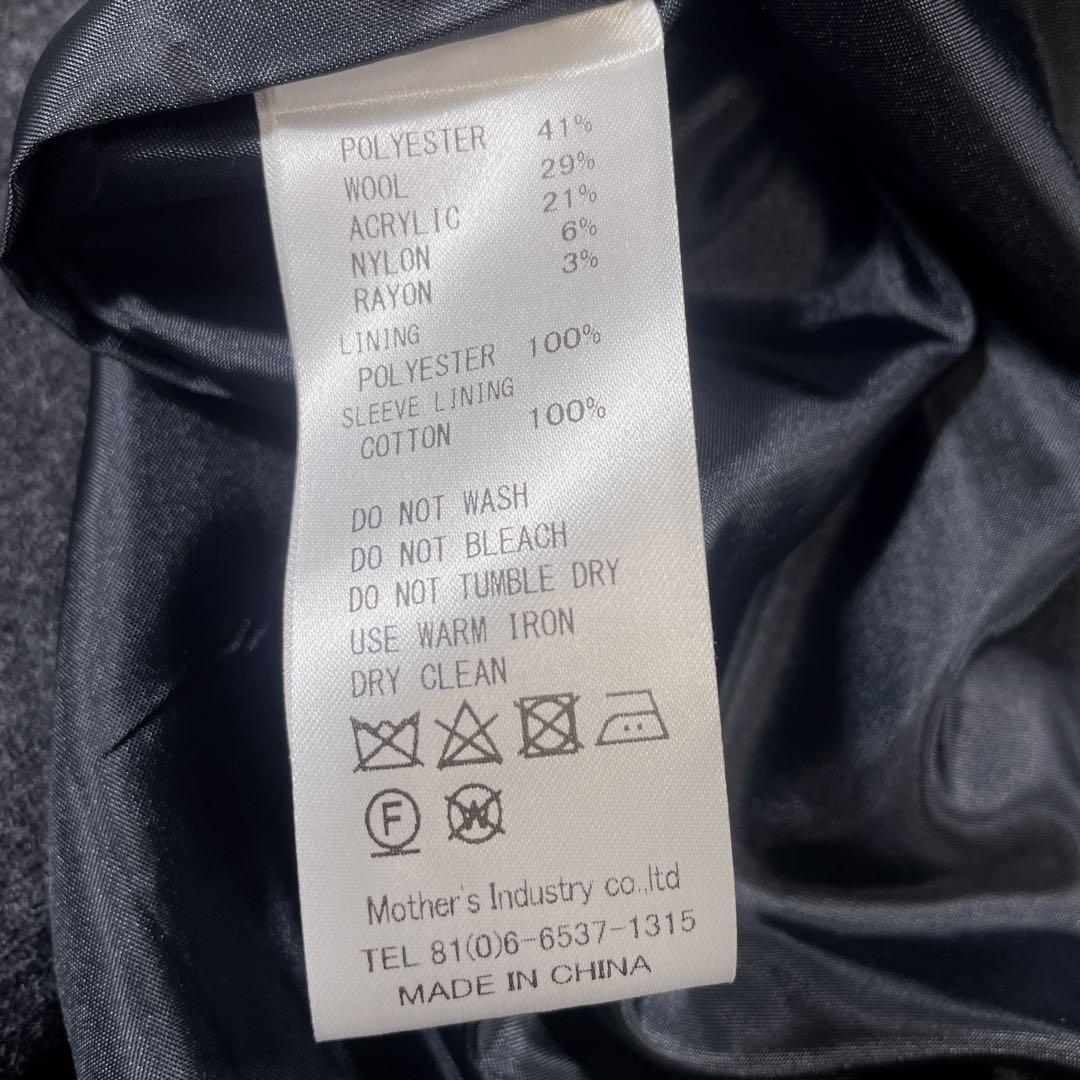 POLYESTER 41%
WOOL 29%
ACRYLIC 21%
NYLON 6%
RAYON 3%
LINING
POLYESTER 100%
SLEEVE LINING
COTTON 100%
DO NOT WASH
DO NOT BLEACH
DO NOT TUMBLE DRY
USE WARM IRON
DRY CLEAN
F W
Mother's Industry co.,ltd
TEL 81(0)6-6537-1315
MADE IN CHINA